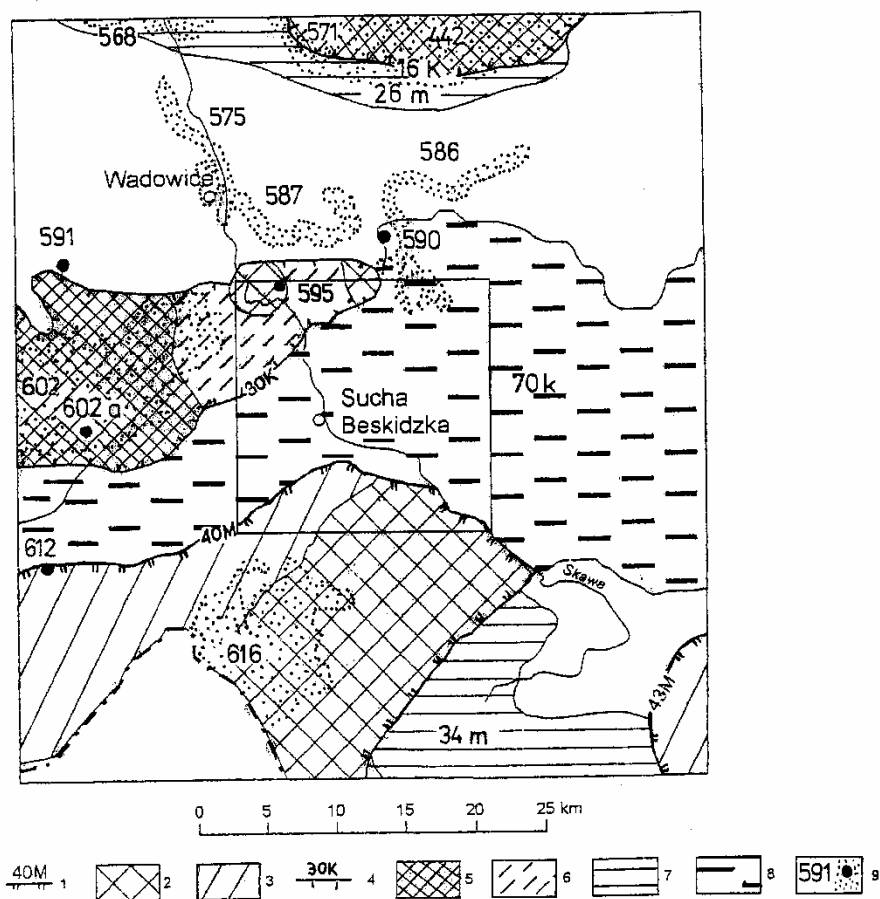 568
571
442
16 K
26 m
575
Wadowice
587
586
591
590
595
30K
602
602 a
Sucha
Beskidzka
70 k
40M
612
Skawa
616
43M
34 m
0 5 10 15 20 25 km
40M 1 2 3 30K 4 5 6 7 8 591 9